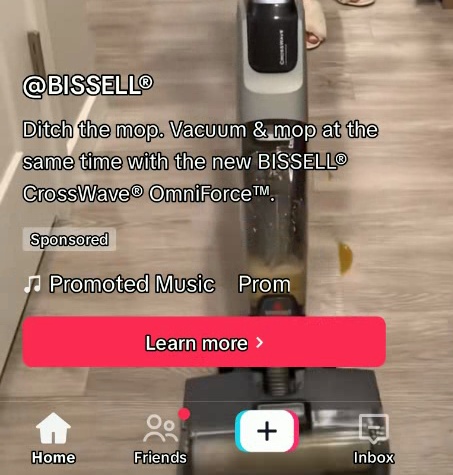 CROSSWAVE
@BISSELL®
Ditch the mop. Vacuum & mop at the
same time with the new BISSELL®
CrossWave® OmniForce™.
Sponsored
Promoted Music Prom
Learn more >
Home
Friends
Inbox